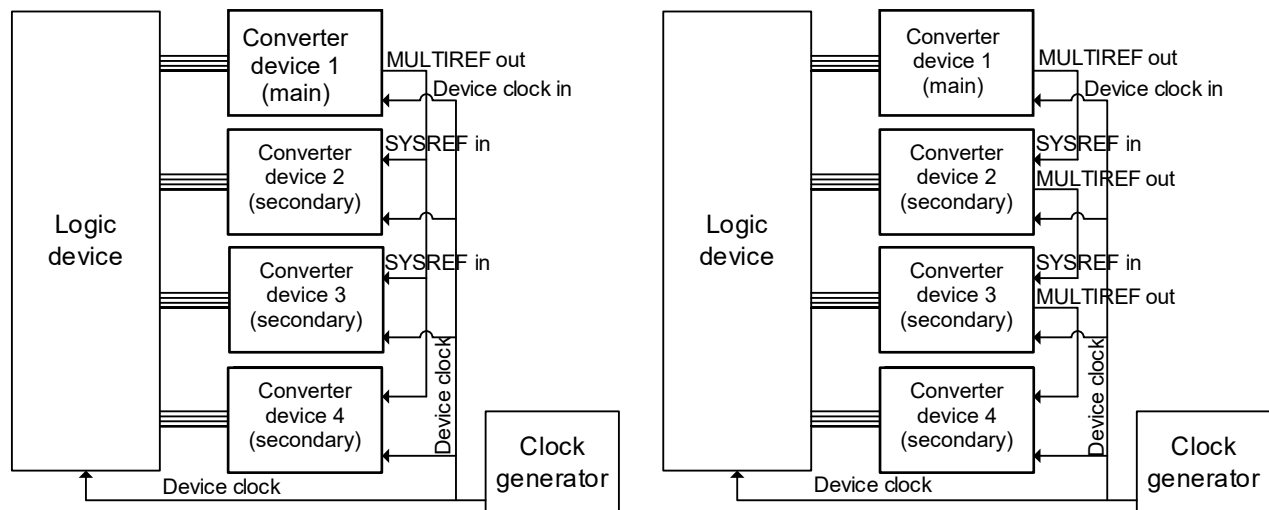 Logic
device
Converter
device 1
(main)
MULTIREF out
Device clock in
Converter
device 2
(secondary)
SYSREF in
Converter
device 3
(secondary)
SYSREF in
Converter
device 4
(secondary)
Device clock
Clock
generator
Device clock
Logic
device
Converter
device 1
(main)
MULTIREF out
Device clock in
Converter
device 2
(secondary)
SYSREF in
MULTIREF out
Converter
device 3
(secondary)
SYSREF in
MULTIREF out
Converter
device 4
(secondary)
Device clock
Clock
generator
Device clock